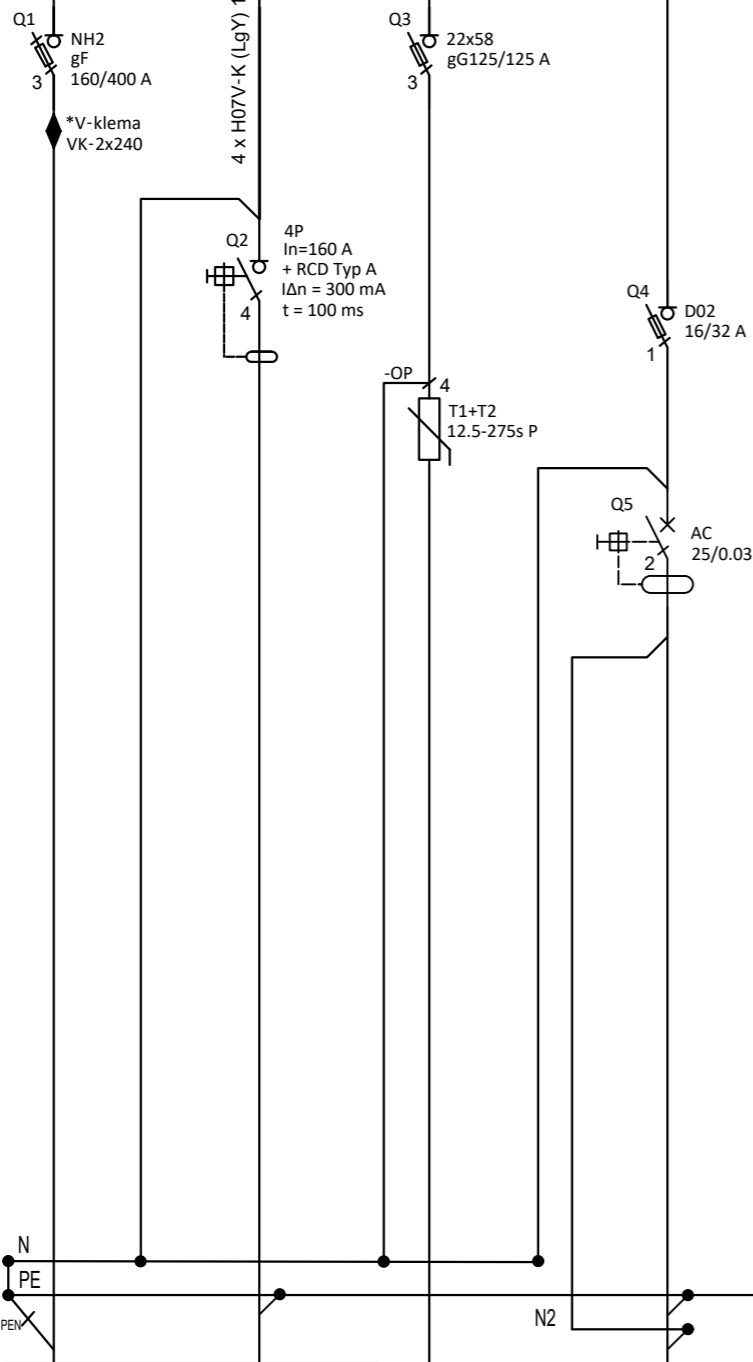 Q1
NH2
gF
160/400 A
3
*V-klema
VK-2x240
4 x H07V-K (LgY) 1
Q2
4P
In=160 A
+ RCD Typ A
I∆n = 300 mA
t = 100 ms
4
Q3
22x58
gG125/125 A
3
-OP
4
T1+T2
12.5-275s P
Q4
D02
16/32 A
1
Q5
AC
25/0.03
2
N
PE
PEN
N2